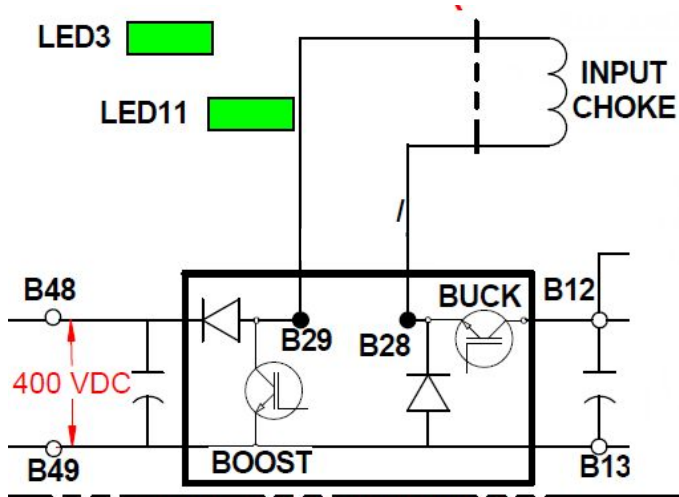 LED3
INPUT
CHOKE
LED11
B48
BUCK
B12
B29
B28
400 VDC
B49
BOOST
B13